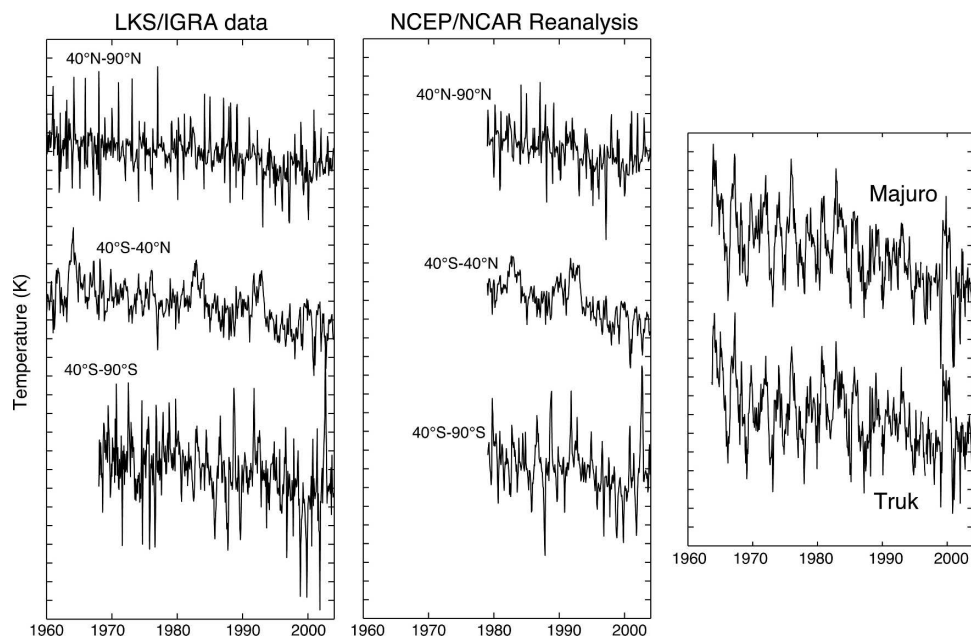 LKS/IGRA data
NCEP/NCAR Reanalysis
40°N-90°N
40°S-40°N
40°S-90°S
Temperature (K)
1960 1970 1980 1990 2000
40°N-90°N
40°S-40°N
40°S-90°S
1960 1970 1980 1990 2000
Majuro
Truk
1960 1970 1980 1990 2000